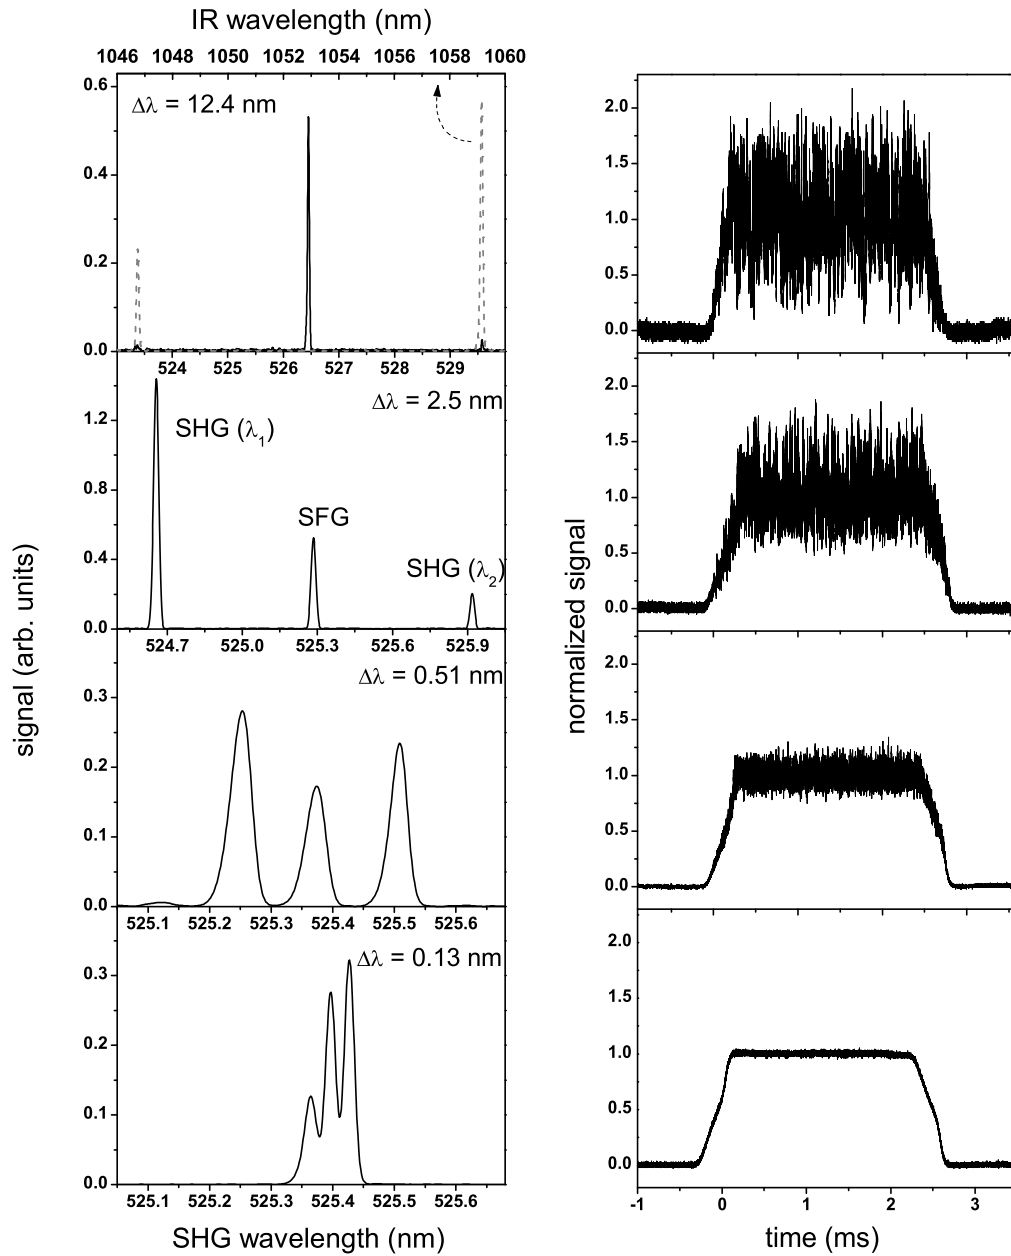 IR wavelength (nm)
1046 1048 1050 1052 1054 1056 1058 1060
Δλ = 12.4 nm
0.6
0.4
0.2
0.0
524 525 526 527 528 529
Δλ = 2.5 nm
SHG (λ1)
SFG
SHG (λ2)
1.2
0.8
0.4
0.0
524.7 525.0 525.3 525.6 525.9
Δλ = 0.51 nm
0.3
0.2
0.1
0.0
525.1 525.2 525.3 525.4 525.5 525.6
Δλ = 0.13 nm
0.3
0.2
0.1
0.0
525.1 525.2 525.3 525.4 525.5 525.6
SHG wavelength (nm)
signal (arb. units)
normalized signal
2.0
1.5
1.0
0.5
0.0
2.0
1.5
1.0
0.5
0.0
2.0
1.5
1.0
0.5
0.0
2.0
1.5
1.0
0.5
0.0
-1 0 1 2 3
time (ms)